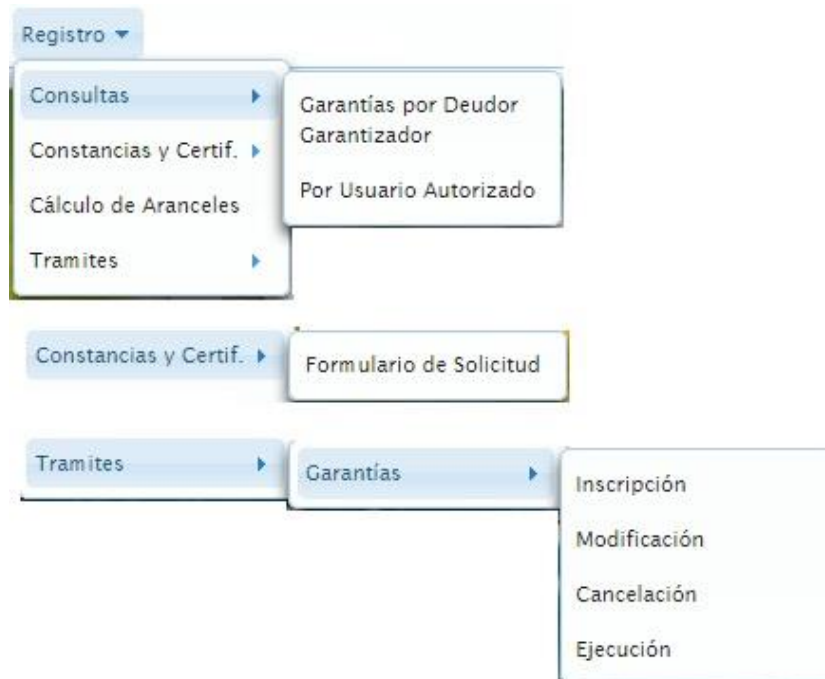 Registro
Consultas
Garantías por Deudor
Garantizador
Constancias y Certif.
Por Usuario Autorizado
Cálculo de Aranceles
Tramites
Constancias y Certif.
Formulario de Solicitud
Tramites
Garantías
Inscripción
Modificación
Cancelación
Ejecución